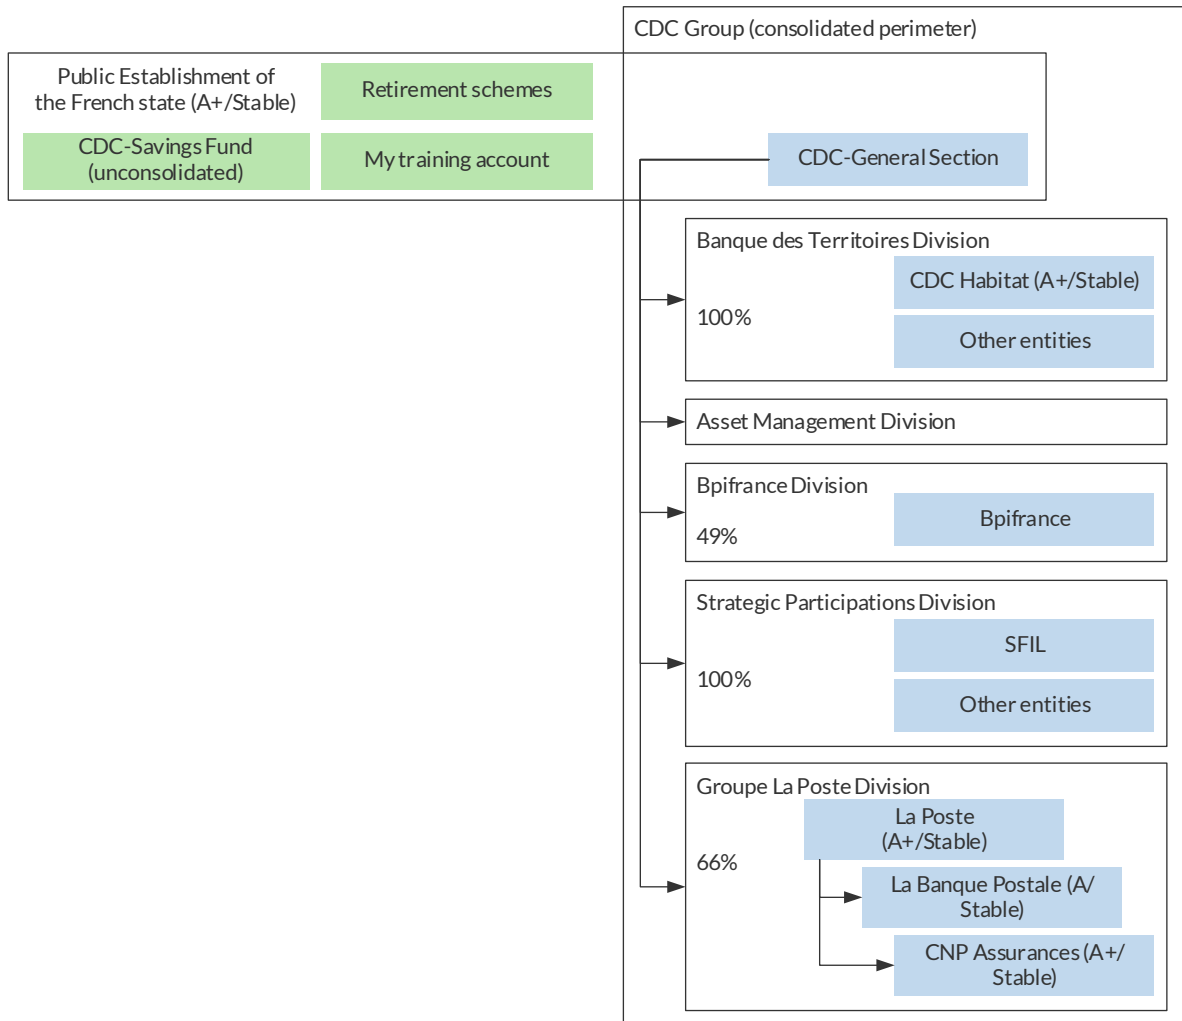 CDC Group (consolidated perimeter)
Public Establishment of
the French state (A+/Stable)
Retirement schemes
CDC-Savings Fund
(unconsolidated)
My training account
CDC-General Section
Banque des Territoires Division
CDC Habitat (A+/Stable)
100%
Other entities
Asset Management Division
Bpifrance Division
Bpifrance
49%
Strategic Participations Division
SFIL
100%
Other entities
Groupe La Poste Division
La Poste
(A+/Stable)
66%
La Banque Postale (A/
Stable)
CNP Assurances (A+/
Stable)